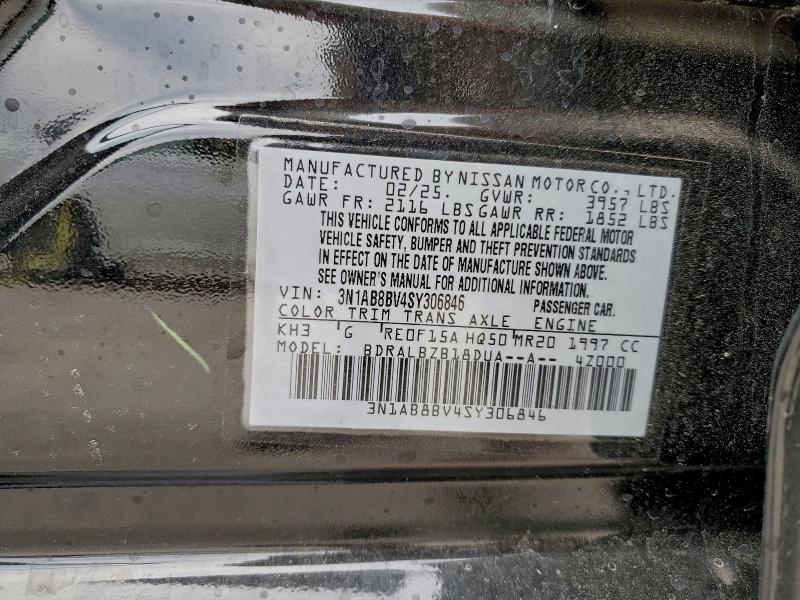 MANUFACTURED BY NISSAN MOTOR CO., LTD.
DATE: 02/25. GVWR: 3957 LBS
GAWR FR: 2116 LBS GAWR RR: 1852 LBS
THIS VEHICLE CONFORMS TO ALL APPLICABLE FEDERAL MOTOR
VEHICLE SAFETY, BUMPER AND THEFT PREVENTION STANDARDS
IN EFFECT ON THE DATE OF MANUFACTURE SHOWN ABOVE.
SEE OWNER'S MANUAL FOR ADDITIONAL INFORMATION.
VIN: 3N1AB8BV4SY306846 PASSENGER CAR.
COLOR TRIM TRANS AXLE ENGINE
KH3 G RE0F15A HQ50 MR20 1997 CC
MODEL: BDRALBZB18DUA--A-- 4Z000
3N1AB8BV4SY306846